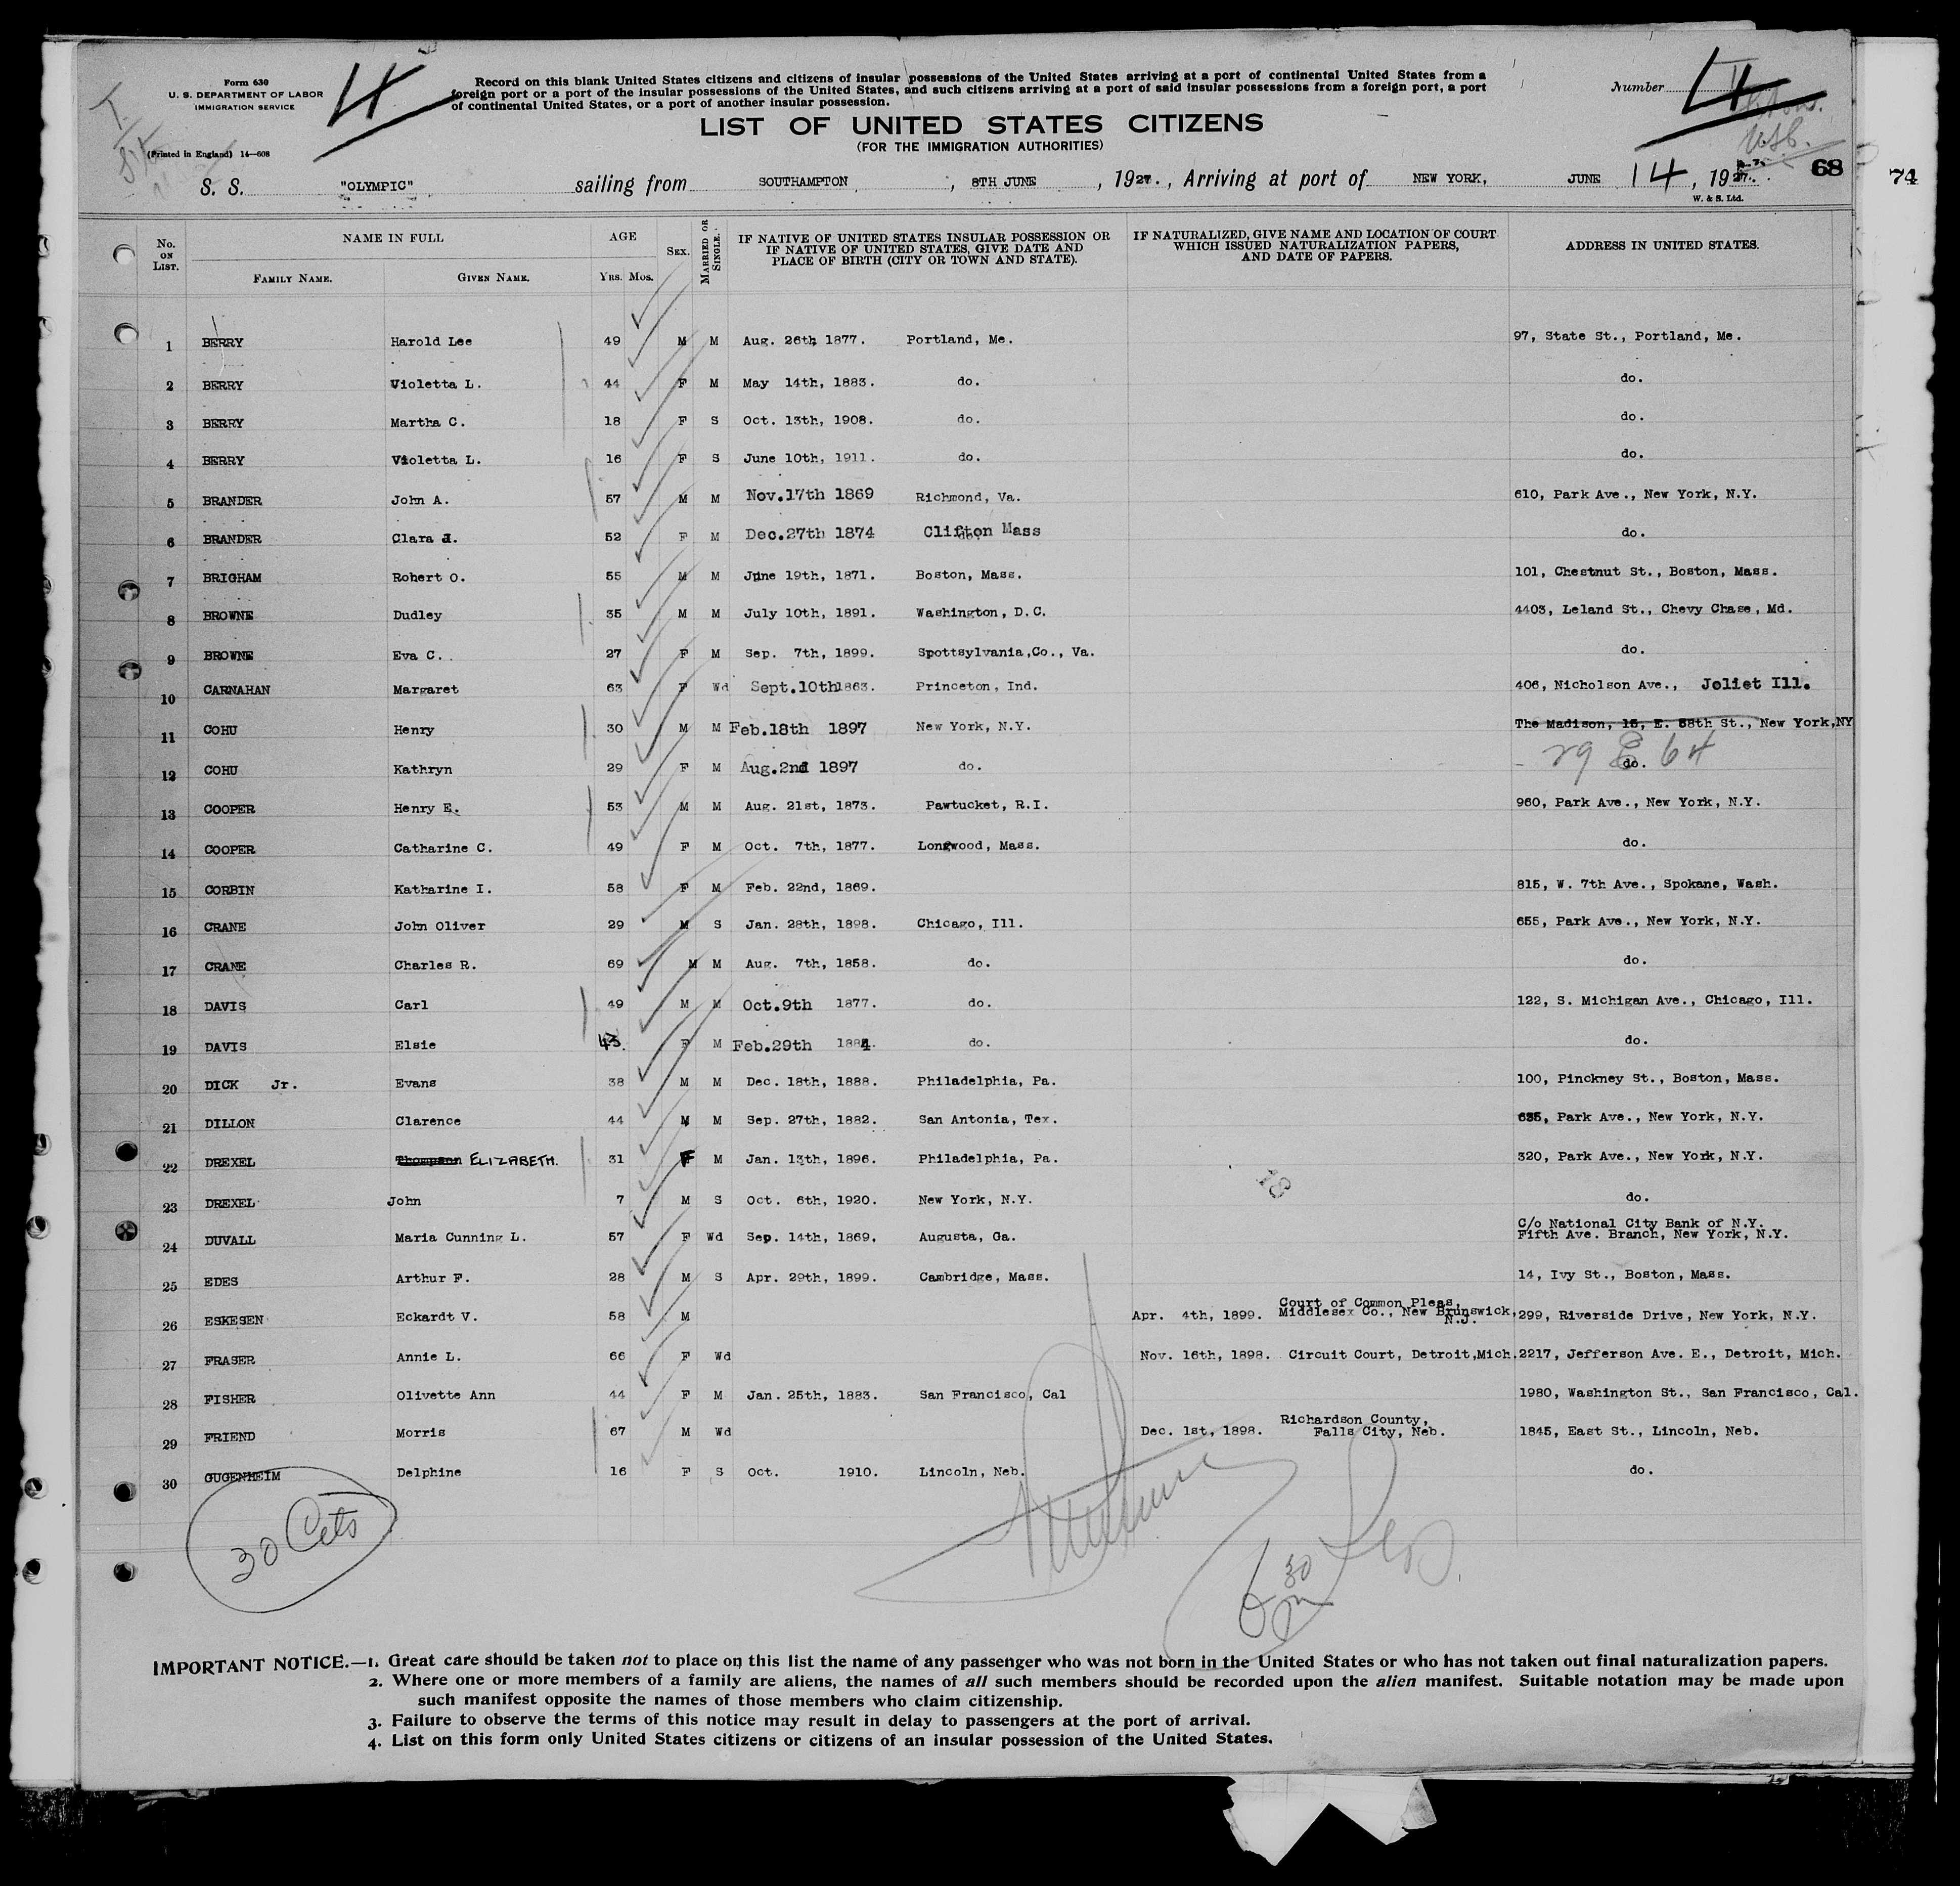 Form 630
U. S. DEPARTMENT OF LABOR
IMMIGRATION SERVICE
(Printed in England) 14—608
4
Record on this blank United States citizens and citizens of insular possessions of the United States arriving at a port of continental United States from a
foreign port or a port of the insular possessions of the United States, and such citizens arriving at a port of said insular possessions from a foreign port, a port
of continental United States, or a port of another insular possession.
Number 4
LIST OF UNITED STATES CITIZENS
(FOR THE IMMIGRATION AUTHORITIES)
S. S. "OLYMPIC" sailing from SOUTHAMPTON, 8TH JUNE, 1927., Arriving at port of NEW YORK, JUNE 14, 1927. 68 74
W. & S. Ltd.
No. ON LIST. NAME IN FULL FAMILY NAME. GIVEN NAME. AGE YRS. MOS. SEX. MARRIED OR SINGLE. IF NATIVE OF UNITED STATES INSULAR POSSESSION OR IF NATIVE OF UNITED STATES, GIVE DATE AND PLACE OF BIRTH (CITY OR TOWN AND STATE). IF NATURALIZED, GIVE NAME AND LOCATION OF COURT WHICH ISSUED NATURALIZATION PAPERS, AND DATE OF PAPERS. ADDRESS IN UNITED STATES.
1 BERRY Harold Lee 49 M M Aug. 26th 1877. Portland, Me. 97, State St., Portland, Me.
2 BERRY Violetta L. 44 F M May 14th, 1883. do. do.
3 BERRY Martha C. 18 F S Oct. 13th, 1908. do. do.
4 BERRY Violetta L. 16 F S June 10th, 1911. do. do.
5 BRANDER John A. 57 M M Nov.17th 1869 Richmond, Va. 610, Park Ave., New York, N.Y.
6 BRANDER Clara d. 52 F M Dec.27th 1874 Clifton Mass do.
7 BRIGHAM Robert O. 55 M M June 19th, 1871. Boston, Mass. 101, Chestnut St., Boston, Mass.
8 BROWNE Dudley 35 M M July 10th, 1891. Washington, D.C. 4403, Leland St., Chevy Chase, Md.
9 BROWNE Eva C. 27 F M Sep. 7th, 1899. Spottsylvania,Co., Va. do.
10 CARNAHAN Margaret 63 F Wd Sept.10th1863. Princeton, Ind. 406, Nicholson Ave., Joliet Ill.
11 COHU Henry 30 M M Feb.18th 1897 New York, N.Y. The Madison, 15, E. 58th St., New York,NY
12 COHU Kathryn 29 F M Aug.2nd 1897 do. do. 29 E 64
13 COOPER Henry E. 53 M M Aug. 21st, 1873. Pawtucket, R.I. 960, Park Ave., New York, N.Y.
14 COOPER Catharine C. 49 F M Oct. 7th, 1877. Longwood, Mass. do.
15 CORBIN Katharine I. 58 F M Feb. 22nd, 1869. 815, W. 7th Ave., Spokane, Wash.
16 CRANE John Oliver 29 M S Jan. 28th, 1898. Chicago, Ill. 655, Park Ave., New York, N.Y.
17 CRANE Charles R. 69 M M Aug. 7th, 1858. do. do.
18 DAVIS Carl 49 M M Oct.9th 1877. do. 122, S. Michigan Ave., Chicago, Ill.
19 DAVIS Elsie 43. F M Feb.29th 1884. do. do.
20 DICK Jr. Evans 38 M M Dec. 18th, 1888. Philadelphia, Pa. 100, Pinckney St., Boston, Mass.
21 DILLON Clarence 44 M M Sep. 27th, 1882. San Antonia, Tex. 635, Park Ave., New York, N.Y.
22 DREXEL Thompson ELIZABETH. 31 F M Jan. 13th, 1896. Philadelphia, Pa. 320, Park Ave., New York, N.Y.
23 DREXEL John 7 M S Oct. 6th, 1920. New York, N.Y. do.
18
24 DUVALL Maria Cunning L. 57 F Wd Sep. 14th, 1869. Augusta, Ga. C/o National City Bank of N.Y. Fifth Ave. Branch, New York, N.Y.
25 EDES Arthur F. 28 M S Apr. 29th, 1899. Cambridge, Mass. 14, Ivy St., Boston, Mass.
26 ESKESEN Eckardt V. 58 M Apr. 4th, 1899. Court of Common Pleas, Middlesex Co., New Brunswick, N.J. 299, Riverside Drive, New York, N.Y.
27 FRASER Annie L. 66 F Wd Nov. 16th, 1898. Circuit Court, Detroit,Mich. 2217, Jefferson Ave. E., Detroit, Mich.
28 FISHER Olivette Ann 44 F M Jan. 25th, 1883. San Francisco, Cal 1980, Washington St., San Francisco, Cal.
29 FRIEND Morris 67 M Wd Dec. 1st, 1898. Richardson County, Falls City, Neb. 1845, East St., Lincoln, Neb.
30 GUGENHEIM Delphine 16 F S Oct. 1910. Lincoln, Neb. do.
30 Cets
30
IMPORTANT NOTICE.—1. Great care should be taken not to place on this list the name of any passenger who was not born in the United States or who has not taken out final naturalization papers.
2. Where one or more members of a family are aliens, the names of all such members should be recorded upon the alien manifest. Suitable notation may be made upon
such manifest opposite the names of those members who claim citizenship.
3. Failure to observe the terms of this notice may result in delay to passengers at the port of arrival.
4. List on this form only United States citizens or citizens of an insular possession of the United States.